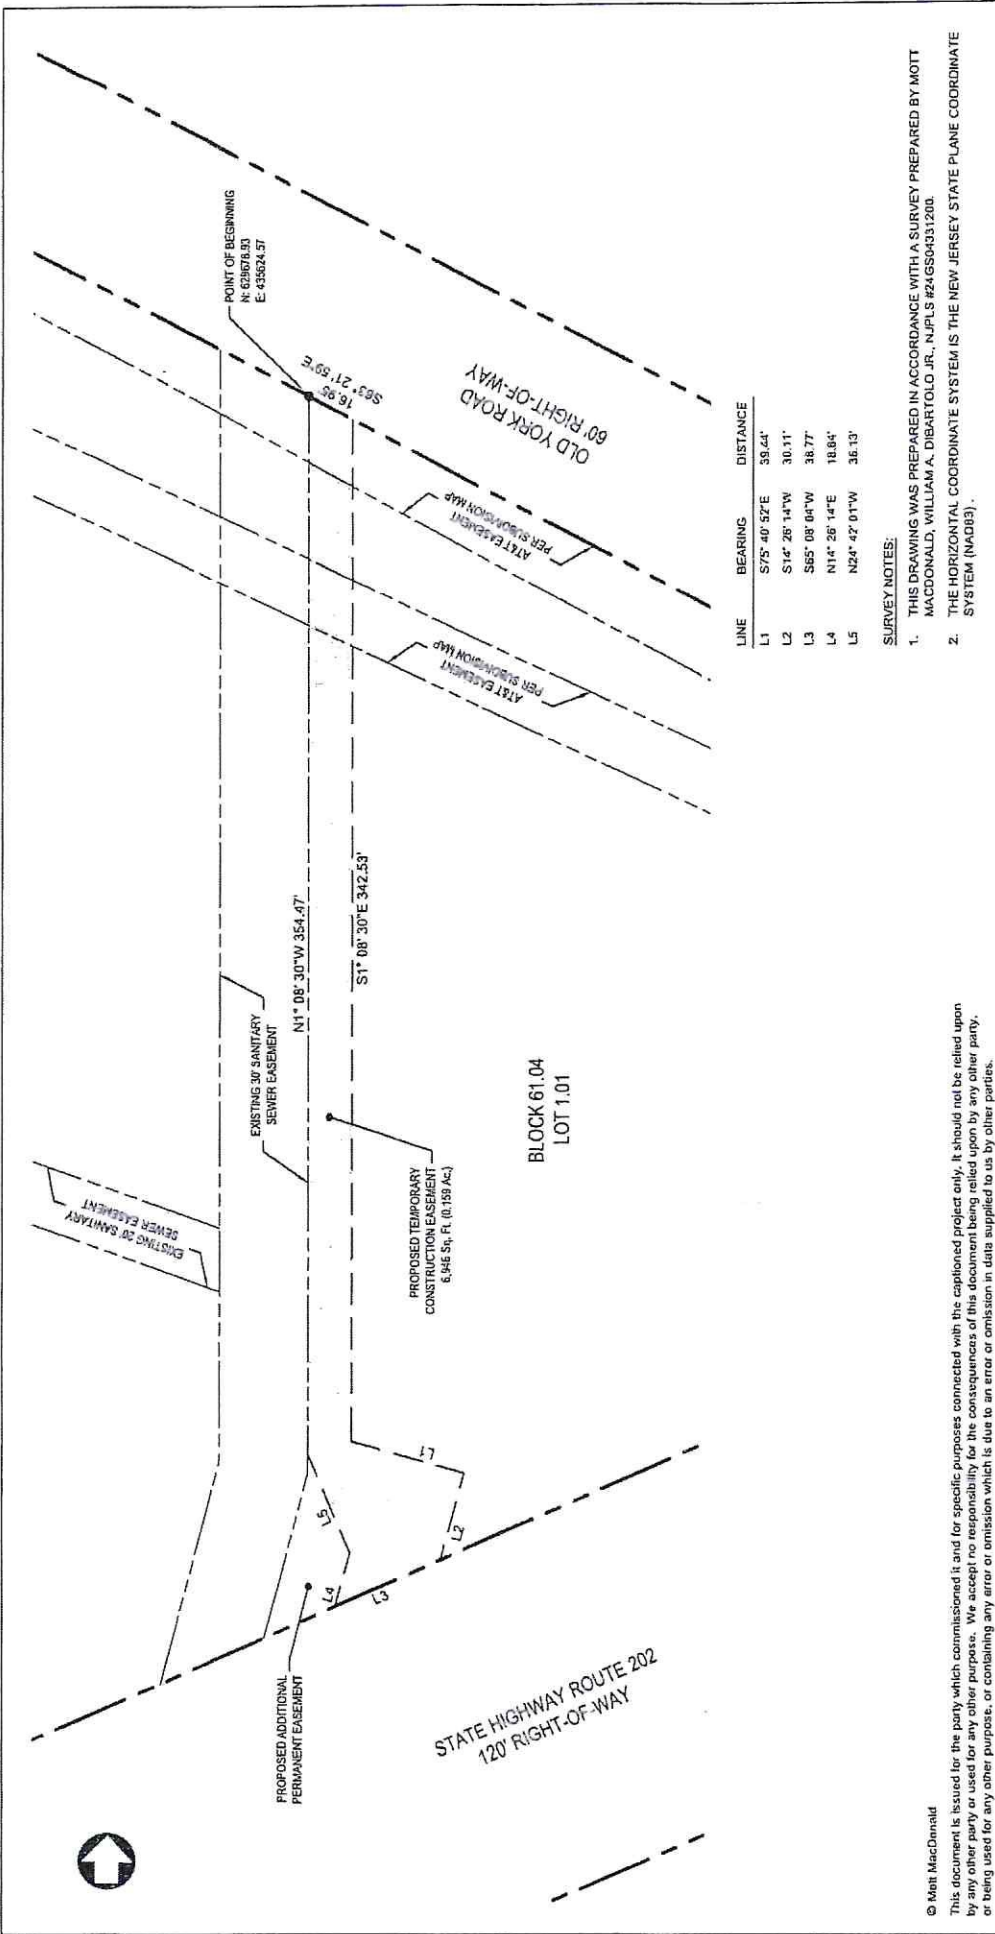 POINT OF BEGINNING
N: 629678.93
E: 435624.57
16.95'
S63° 21' 59"E
OLD YORK ROAD
60' RIGHT-OF-WAY
AT&T EASEMENT
PER SUBDIVISION MAP
AT&T EASEMENT
PER SUBDIVISION MAP
N1° 08' 30"W 354.47'
S1° 08' 30"E 342.53'
EXISTING 30' SANITARY
SEWER EASEMENT
EXISTING 20' SANITARY
SEWER EASEMENT
PROPOSED TEMPORARY
CONSTRUCTION EASEMENT
6,946 Sq. Ft. (0.159 Ac.)
BLOCK 61.04
LOT 1.01
L1
L2
L3
L4
L5
PROPOSED ADDITIONAL
PERMANENT EASEMENT
STATE HIGHWAY ROUTE 202
120' RIGHT-OF-WAY
LINE BEARING DISTANCE
L1 S75° 40' 52"E 39.44'
L2 S14° 26' 14"W 30.11'
L3 S65° 08' 04"W 38.77'
L4 N14° 26' 14"E 18.84'
L5 N24° 42' 01"W 36.13'
SURVEY NOTES:
1. THIS DRAWING WAS PREPARED IN ACCORDANCE WITH A SURVEY PREPARED BY MOTT
MACDONALD, WILLIAM A. DIBARTOLO JR., NJPLS #24GS04331200.
2. THE HORIZONTAL COORDINATE SYSTEM IS THE NEW JERSEY STATE PLANE COORDINATE
SYSTEM (NAD83) .
© Mott MacDonald
This document is issued for the party which commissioned it and for specific purposes connected with the captioned project only. It should not be relied upon
by any other party or used for any other purpose. We accept no responsibility for the consequences of this document being relied upon by any other party,
or being used for any other purpose, or containing any error or omission which is due to an error or omission in data supplied to us by other parties.